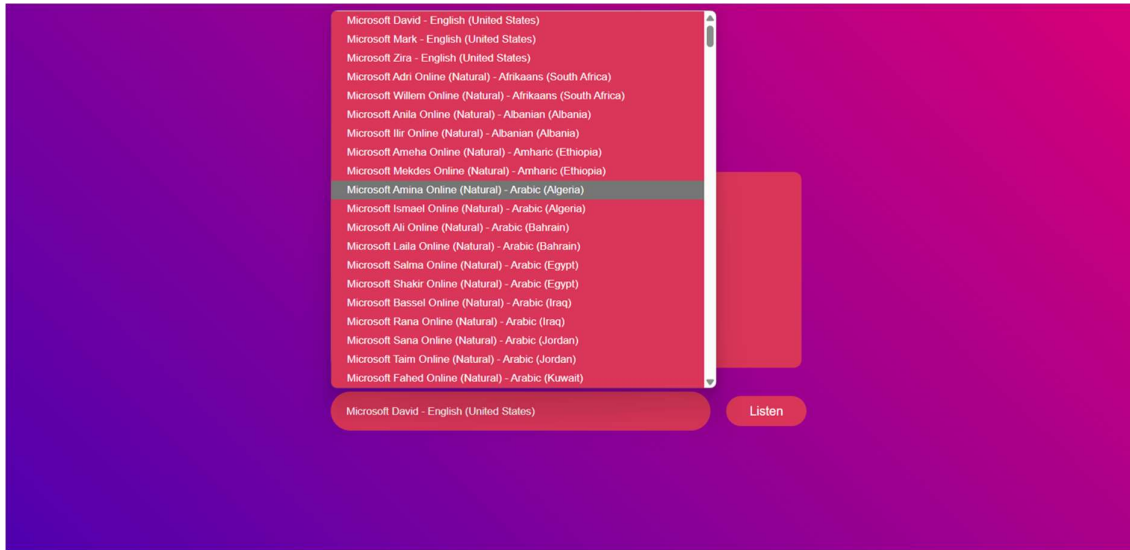 Microsoft David - English (United States)
Microsoft Mark - English (United States)
Microsoft Zira - English (United States)
Microsoft Adri Online (Natural) - Afrikaans (South Africa)
Microsoft Willem Online (Natural) - Afrikaans (South Africa)
Microsoft Anila Online (Natural) - Albanian (Albania)
Microsoft Ilir Online (Natural) - Albanian (Albania)
Microsoft Ameha Online (Natural) - Amharic (Ethiopia)
Microsoft Mekdes Online (Natural) - Amharic (Ethiopia)
Microsoft Amina Online (Natural) - Arabic (Algeria)
Microsoft Ismael Online (Natural) - Arabic (Algeria)
Microsoft Ali Online (Natural) - Arabic (Bahrain)
Microsoft Laila Online (Natural) - Arabic (Bahrain)
Microsoft Salma Online (Natural) - Arabic (Egypt)
Microsoft Shakir Online (Natural) - Arabic (Egypt)
Microsoft Bassel Online (Natural) - Arabic (Iraq)
Microsoft Rana Online (Natural) - Arabic (Iraq)
Microsoft Sana Online (Natural) - Arabic (Jordan)
Microsoft Taim Online (Natural) - Arabic (Jordan)
Microsoft Fahed Online (Natural) - Arabic (Kuwait)
Microsoft David - English (United States)
Listen